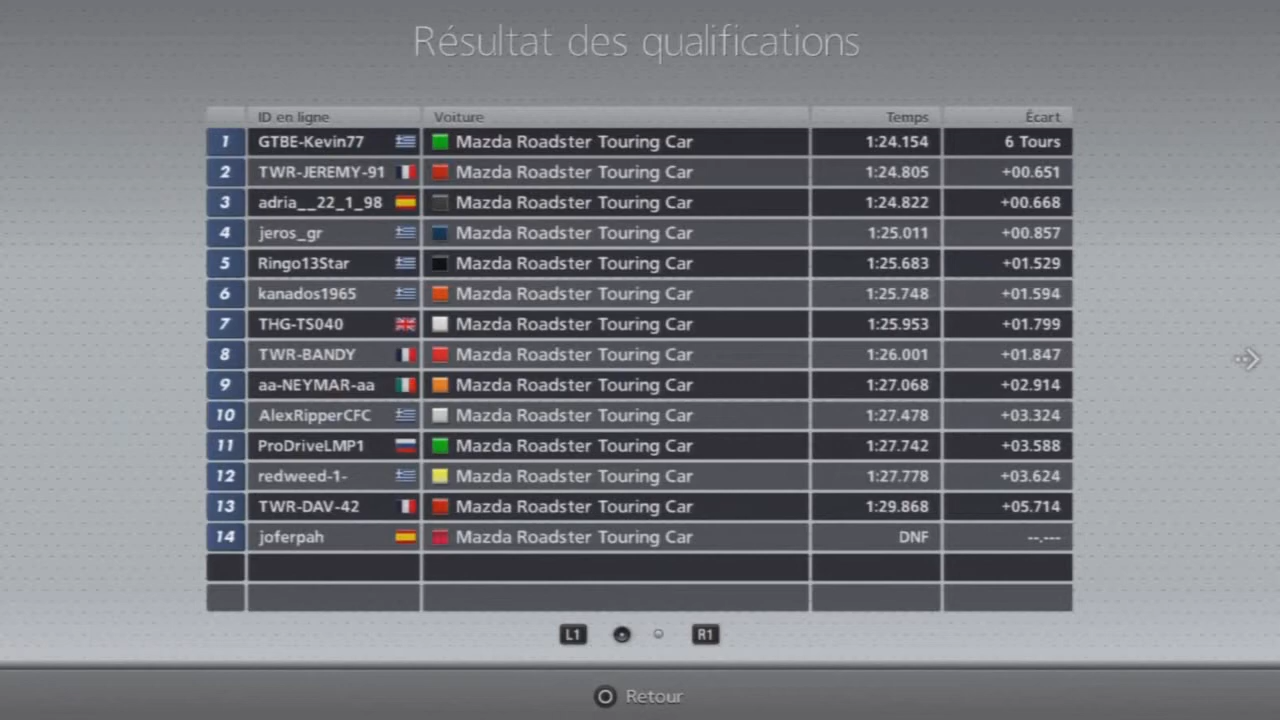 Résultat des qualifications
ID en ligne Voiture Temps Écart
1 GTBE-Kevin77 Mazda Roadster Touring Car 1:24.154 6 Tours
2 TWR-JEREMY-91 Mazda Roadster Touring Car 1:24.805 +00.651
3 adria__22_1_98 Mazda Roadster Touring Car 1:24.822 +00.668
4 jeros_gr Mazda Roadster Touring Car 1:25.011 +00.857
5 Ringo13Star Mazda Roadster Touring Car 1:25.683 +01.529
6 kanados1965 Mazda Roadster Touring Car 1:25.748 +01.594
7 THG-TS040 Mazda Roadster Touring Car 1:25.953 +01.799
8 TWR-BANDY Mazda Roadster Touring Car 1:26.001 +01.847
9 aa-NEYMAR-aa Mazda Roadster Touring Car 1:27.068 +02.914
10 AlexRipperCFC Mazda Roadster Touring Car 1:27.478 +03.324
11 ProDriveLMP1 Mazda Roadster Touring Car 1:27.742 +03.588
12 redweed-1- Mazda Roadster Touring Car 1:27.778 +03.624
13 TWR-DAV-42 Mazda Roadster Touring Car 1:29.868 +05.714
14 joferpah Mazda Roadster Touring Car DNF --.---
L1 R1
Retour